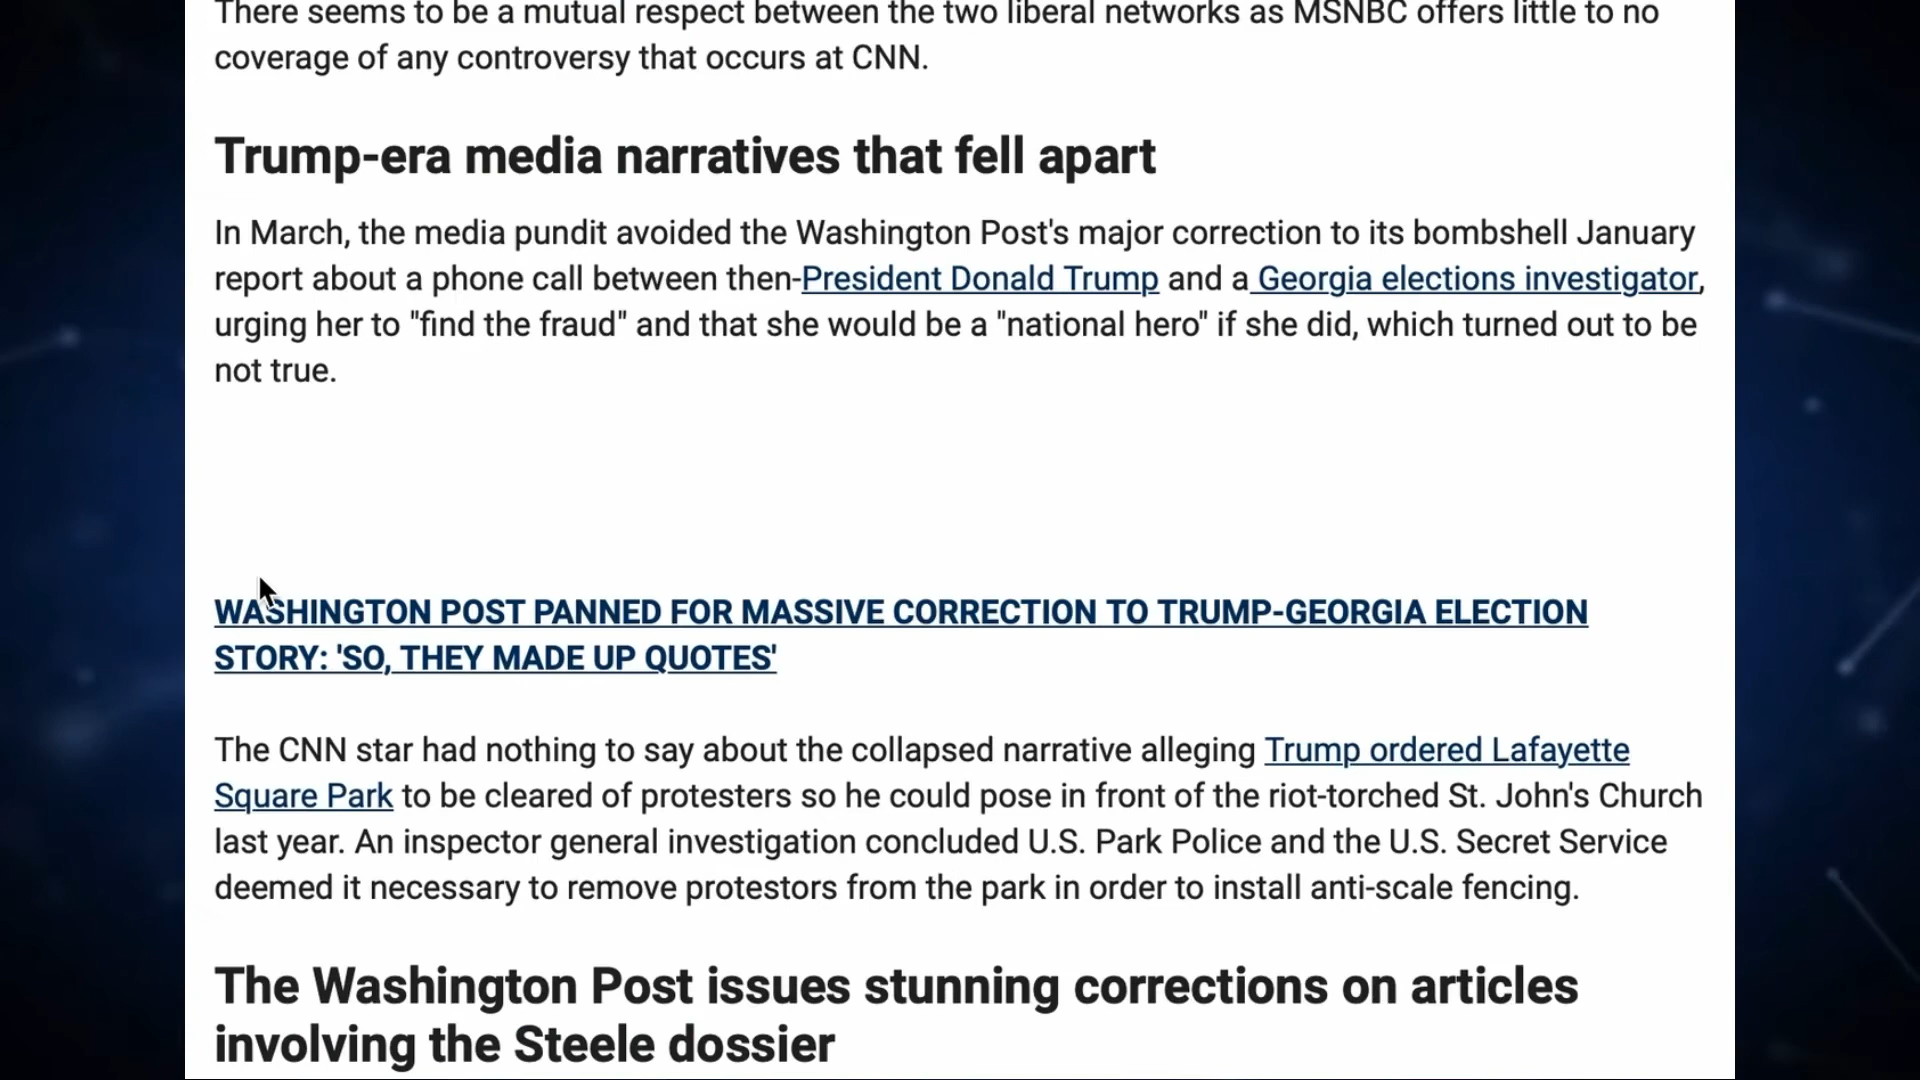 There seems to be a mutual respect between the two liberal networks as MSNBC offers little to no
coverage of any controversy that occurs at CNN.
Trump-era media narratives that fell apart
In March, the media pundit avoided the Washington Post's major correction to its bombshell January
report about a phone call between then-President Donald Trump and a Georgia elections investigator,
urging her to "find the fraud" and that she would be a "national hero" if she did, which turned out to be
not true.
WASHINGTON POST PANNED FOR MASSIVE CORRECTION TO TRUMP-GEORGIA ELECTION
STORY: 'SO, THEY MADE UP QUOTES'
The CNN star had nothing to say about the collapsed narrative alleging Trump ordered Lafayette
Square Park to be cleared of protesters so he could pose in front of the riot-torched St. John's Church
last year. An inspector general investigation concluded U.S. Park Police and the U.S. Secret Service
deemed it necessary to remove protestors from the park in order to install anti-scale fencing.
The Washington Post issues stunning corrections on articles
involving the Steele dossier